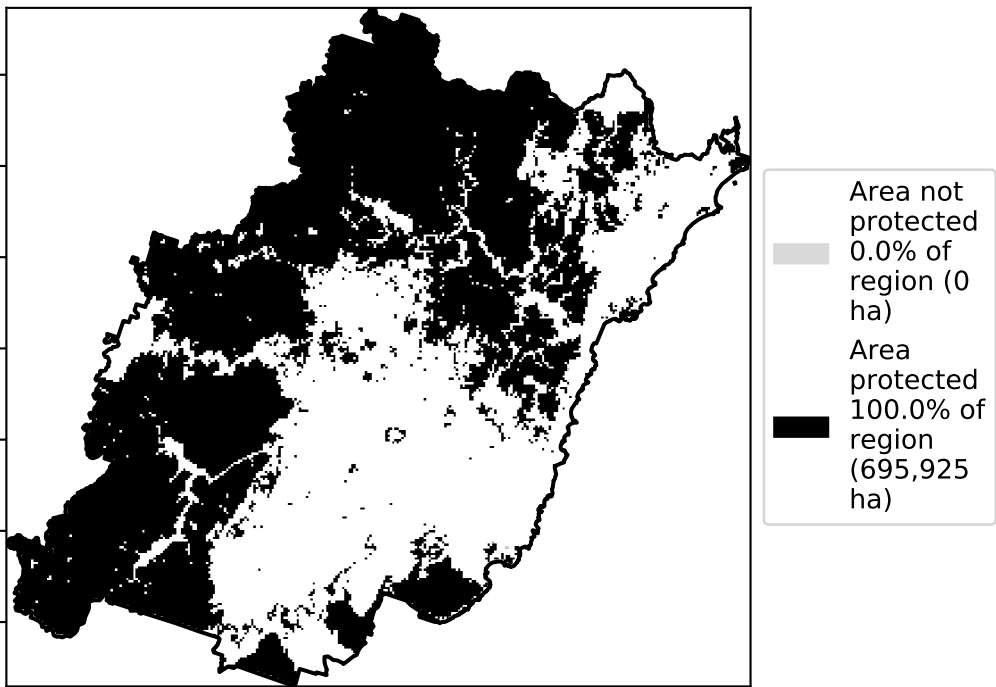 Area not
protected
0.0% of
region (0
ha)
Area
protected
100.0% of
region
(695,925
ha)